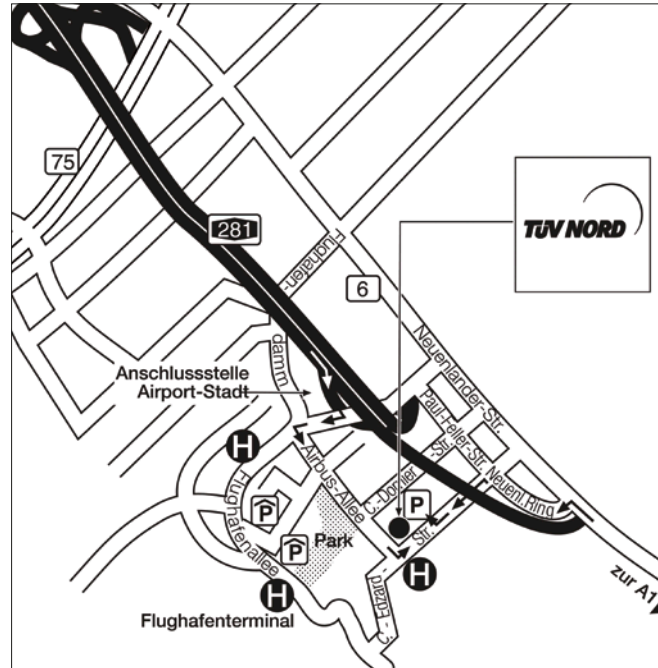 75
281
TÜV NORD
Flughafen-
damm
6
Neuenlander-Str.
Anschlussstelle
Airport-Stadt
Paul-Feller-Str.
H
Airbus-Allee
C.-Dornier
-Str.
Neuenl.Ring
Flughafenallee
P
P
P
Park
C.- Edzard -
Str.
H
H
Flughafenterminal
zur A1